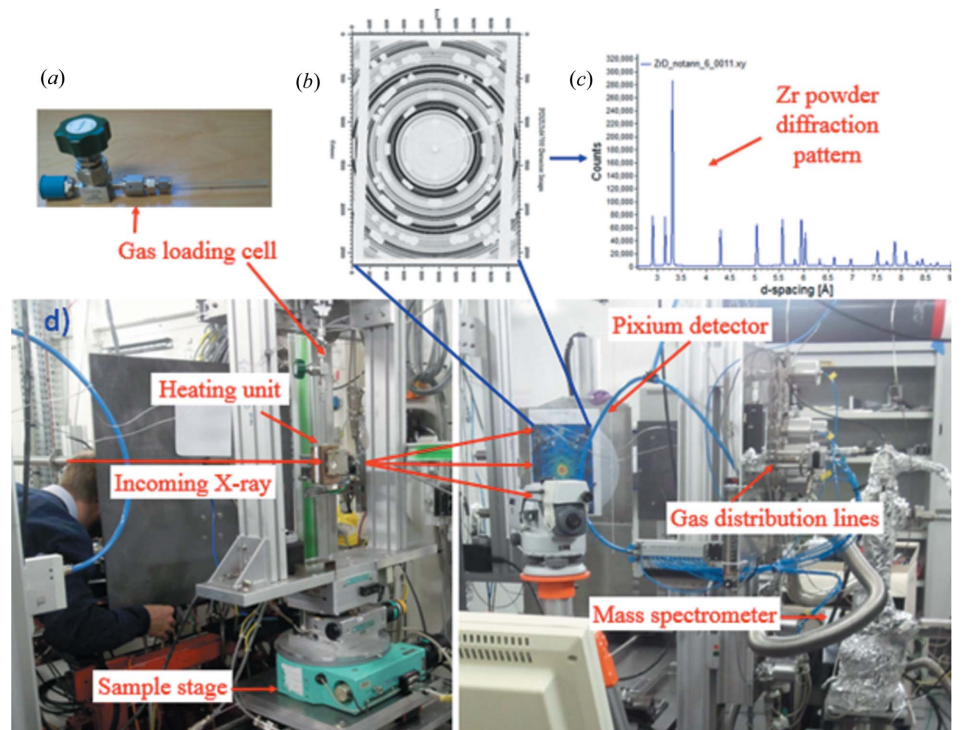 (a)
(b)
(c)
320,000
300,000
280,000
260,000
240,000
220,000
200,000
180,000
160,000
140,000
120,000
100,000
80,000
60,000
40,000
20,000
0
Counts
ZrD_notann_6_0011.xy
Zr powder
diffraction
pattern
3
3.5
4
4.5
5
5.5
6
6.5
7
7.5
8
8.5
9
d-spacing [Å]
Gas loading cell
d)
Heating unit
Incoming X-ray
Sample stage
Pixium detector
Gas distribution lines
Mass spectrometer